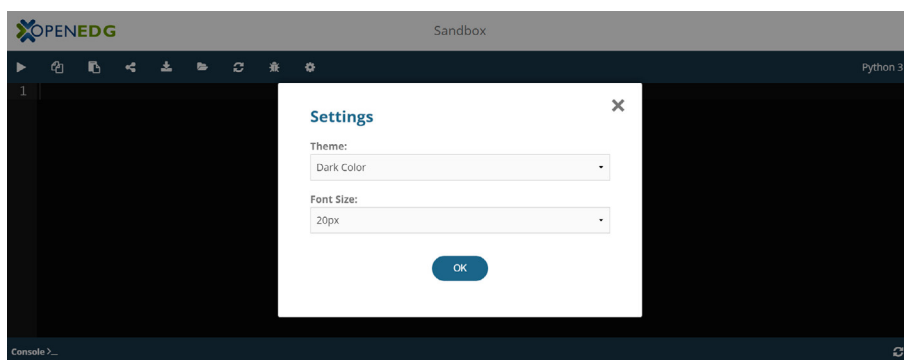 OPENEDG
Sandbox
Python 3
1
Settings
Theme:
Dark Color
Font Size:
20px
OK
Console >_